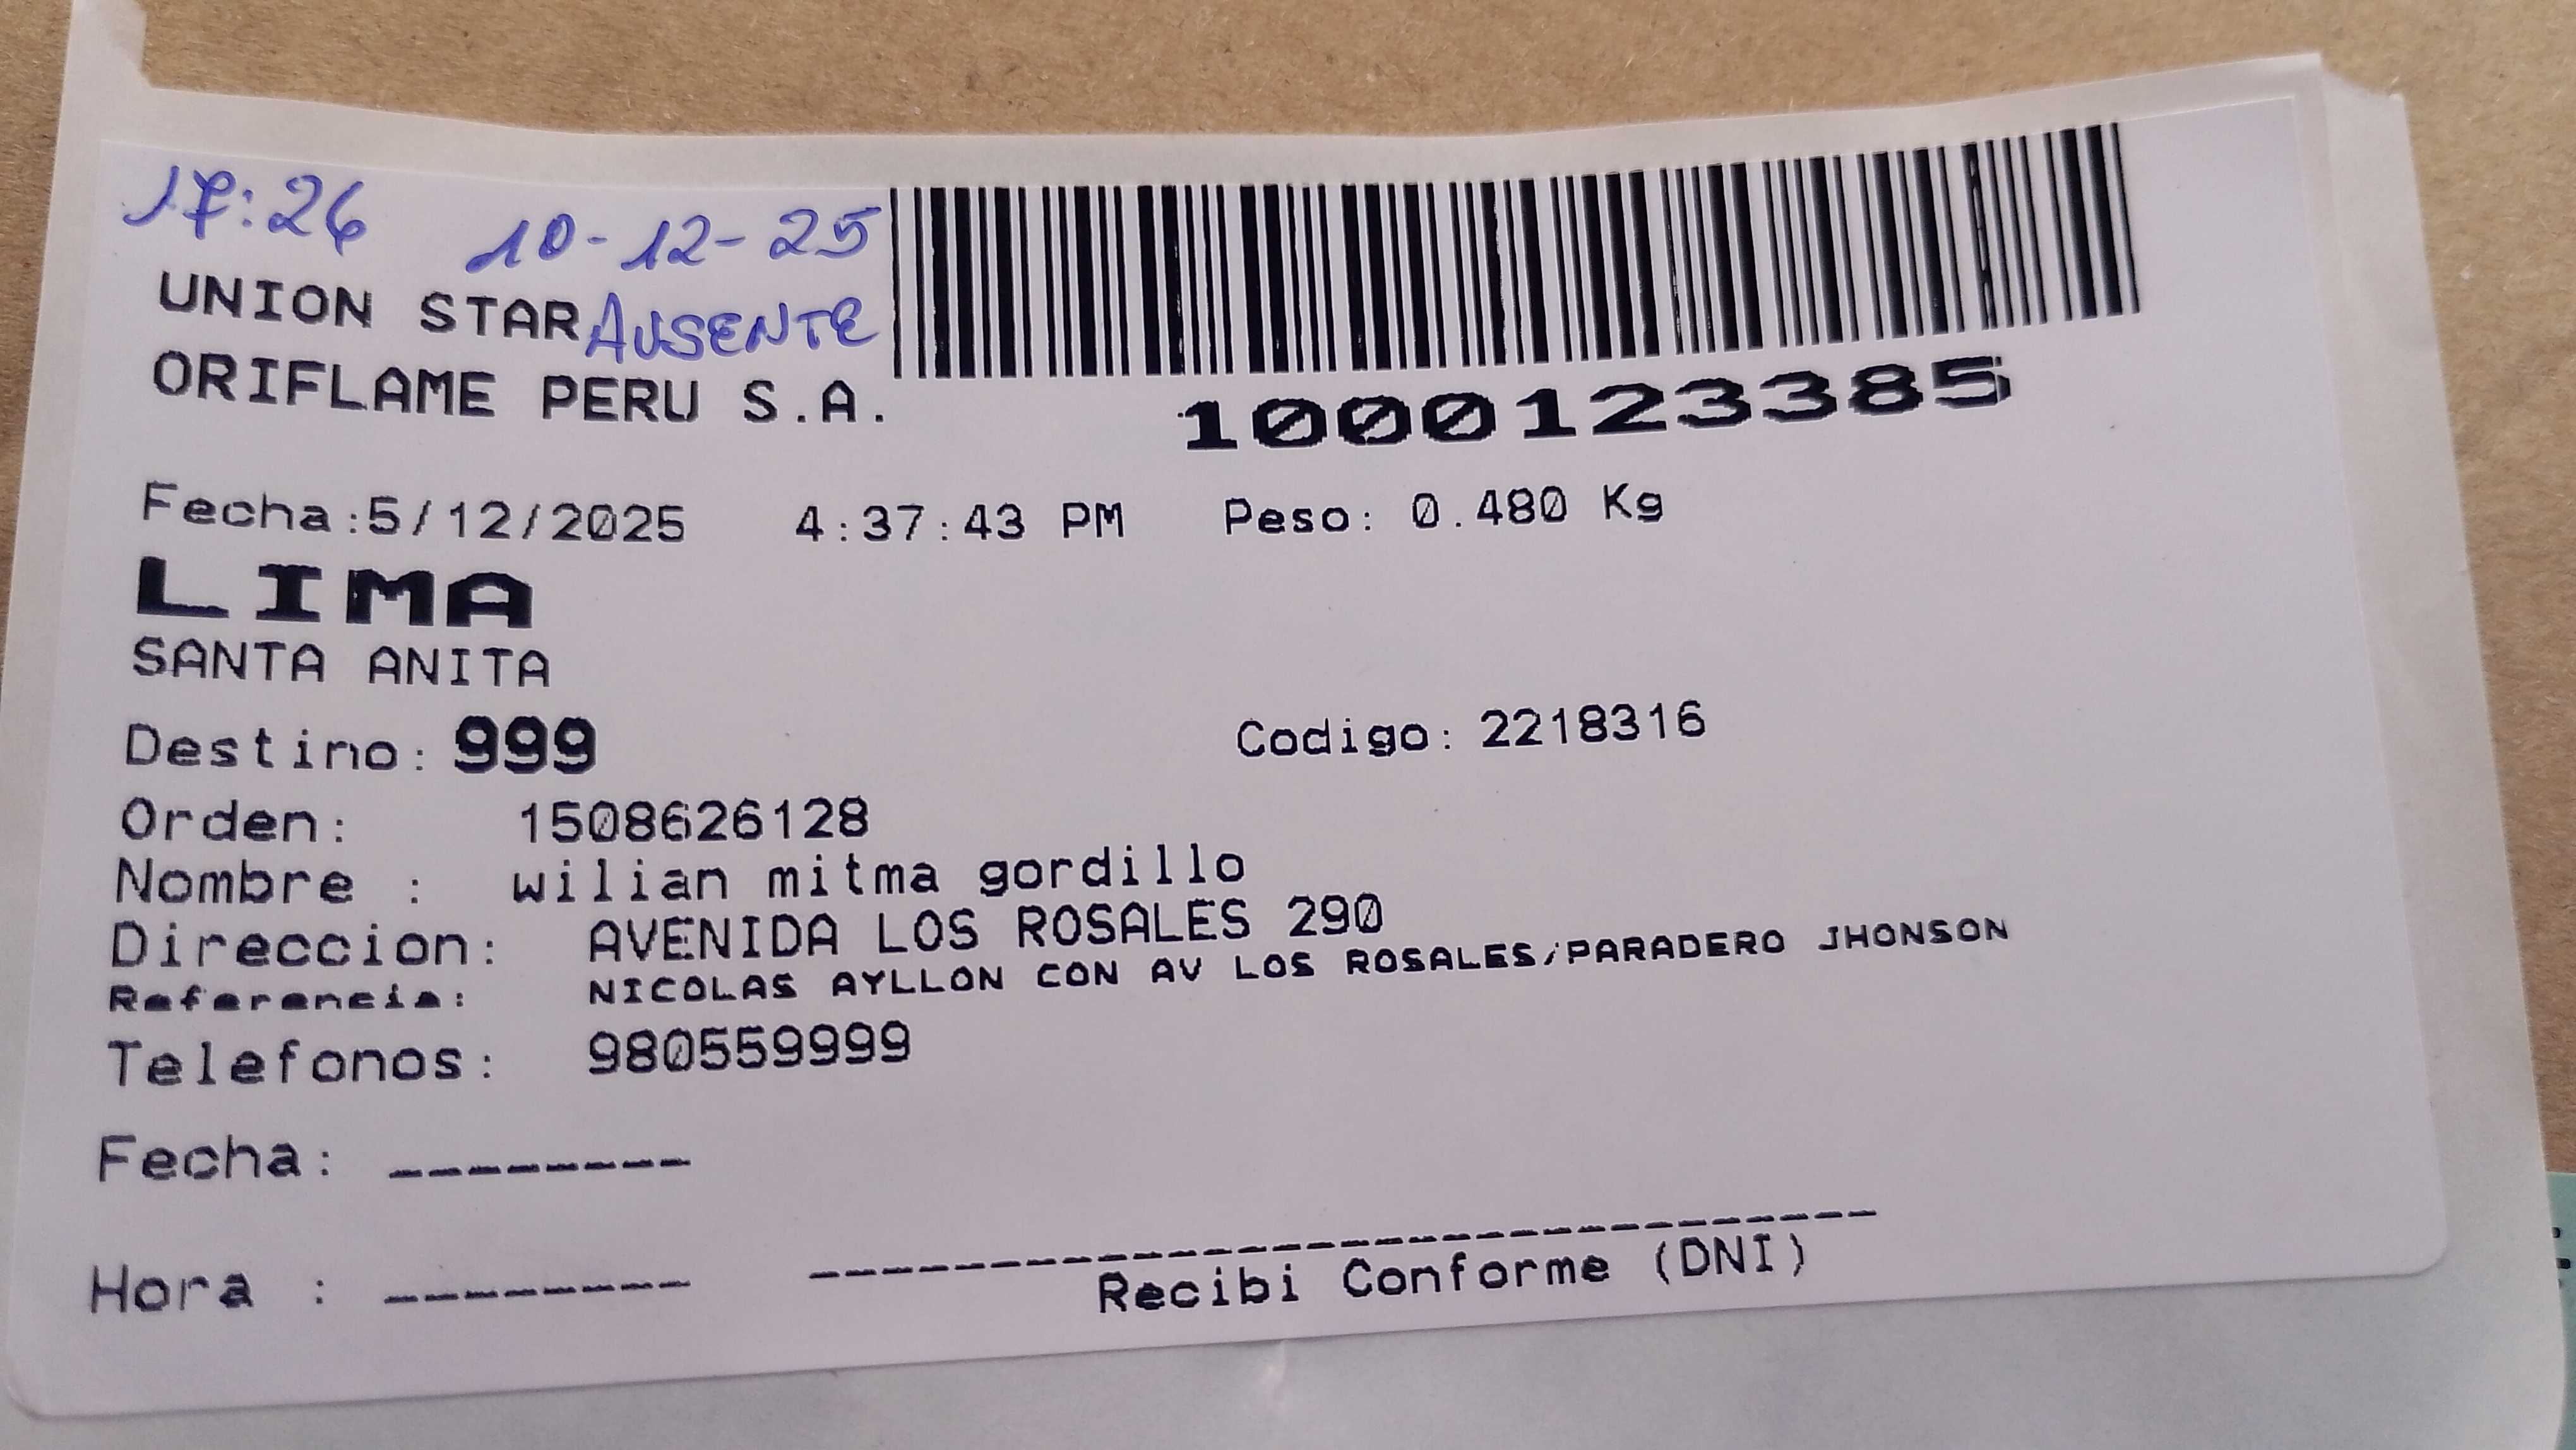 17:26 10-12-25
UNION STAR AUSENTE
ORIFLAME PERU S.A.
1000123385
Fecha:5/12/2025 4:37:43 PM Peso: 0.480 Kg
LIMA
SANTA ANITA
Destino: 999 Codigo: 2218316
Orden: 1508626128
Nombre : wilian mitma gordillo
Direccion: AVENIDA LOS ROSALES 290
Referencia: NICOLAS AYLLON CON AV LOS ROSALES/PARADERO JHONSON
Telefonos: 980559999
Fecha: ________
Hora : ________
Recibi Conforme (DNI)